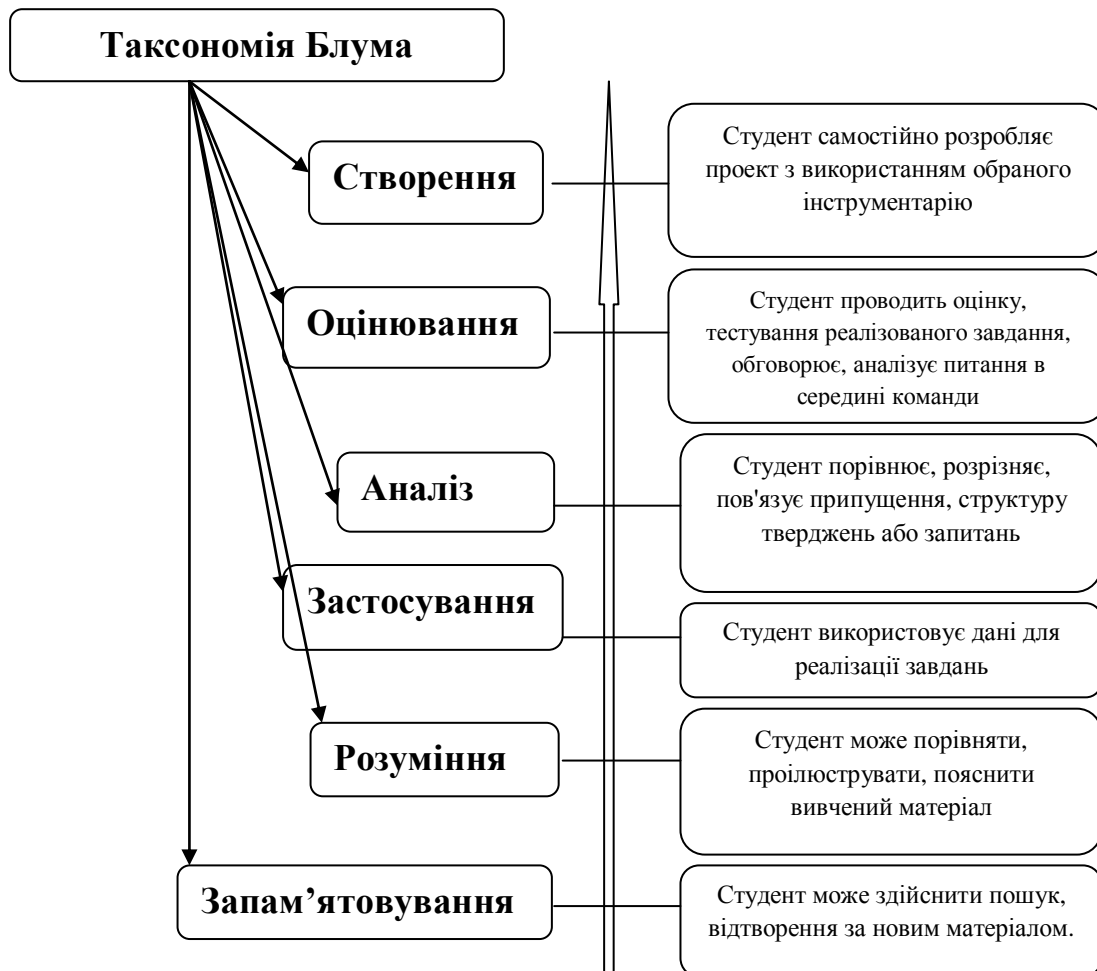 Таксономія Блума
Створення
Студент самостійно розробляє
проект з використанням обраного
інструментарію
Оцінювання
Студент проводить оцінку,
тестування реалізованого завдання,
обговорює, аналізує питання в
середині команди
Аналіз
Студент порівнює, розрізняє,
пов'язує припущення, структуру
тверджень або запитань
Застосування
Студент використовує дані для
реалізації завдань
Розуміння
Студент може порівняти,
проілюструвати, пояснити
вивчений матеріал
Запам’ятовування
Студент може здійснити пошук,
відтворення за новим матеріалом.